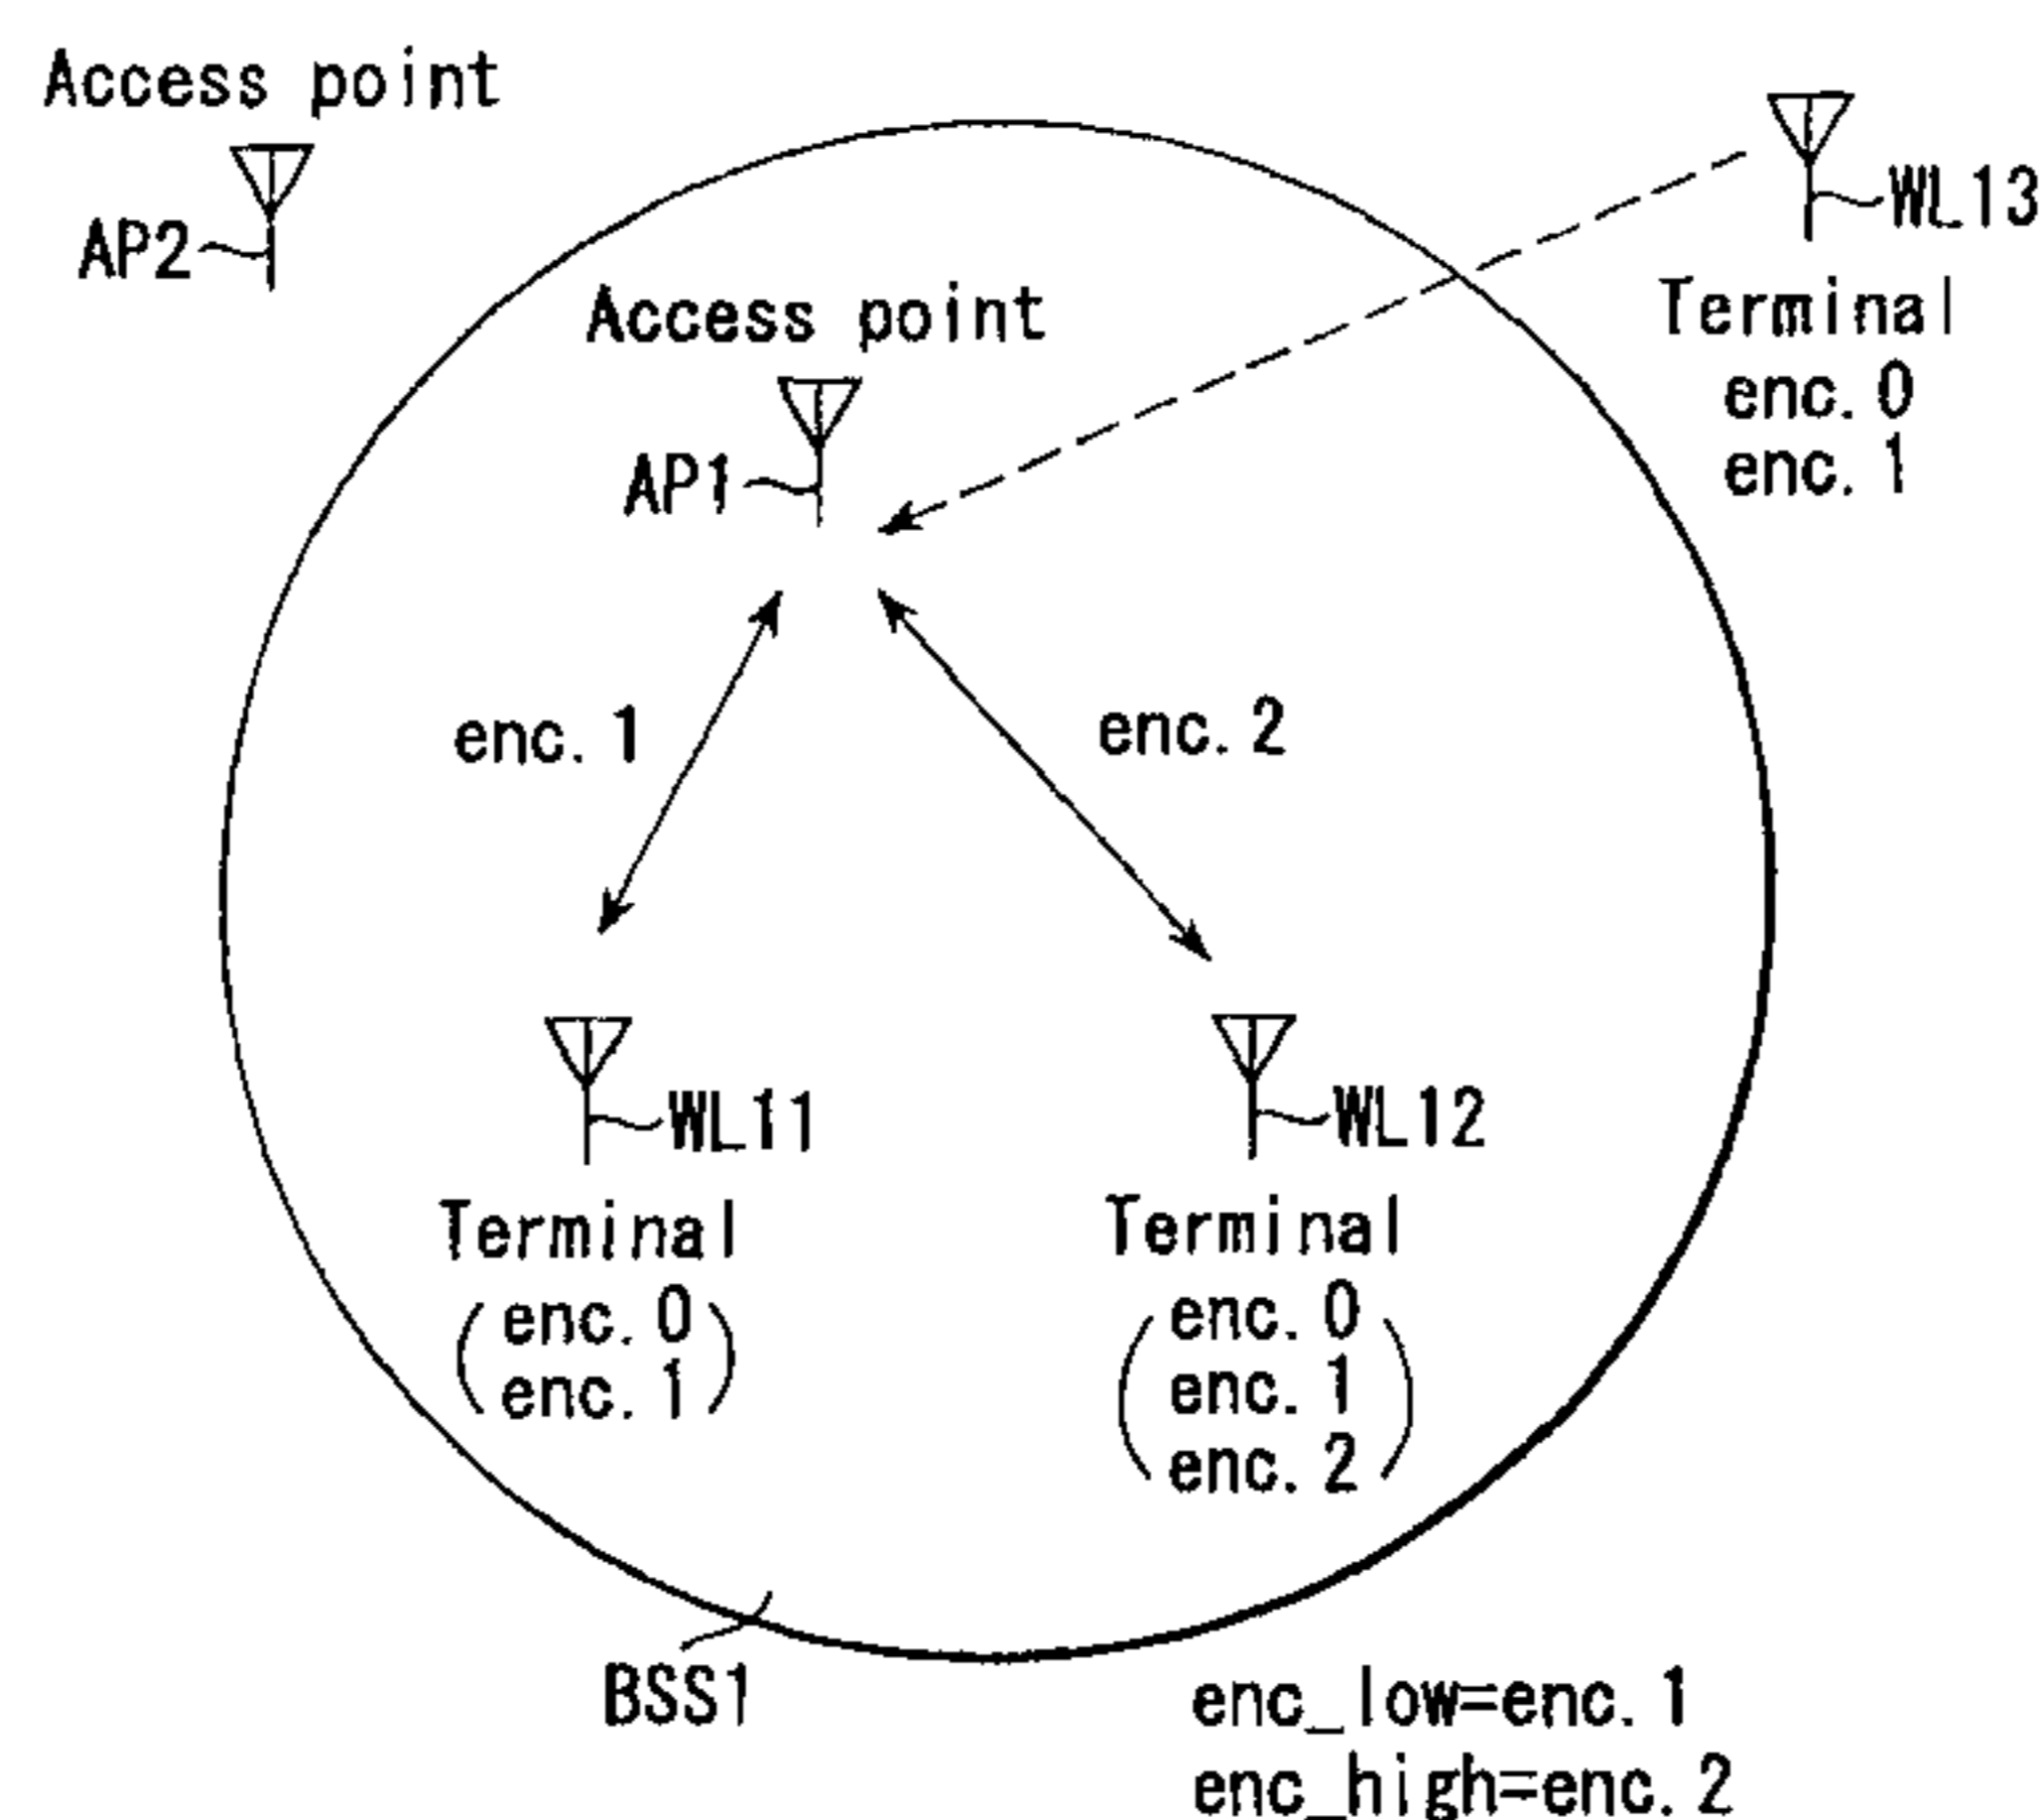 Access point
AP2
WL13
Terminal
enc. 0
enc. 1
Access point
AP1
enc. 1
enc. 2
WL11
Terminal
(enc. 0
enc. 1)
WL12
Terminal
(enc. 0
enc. 1
enc. 2)
BSS1
enc_low=enc. 1
enc_high=enc. 2